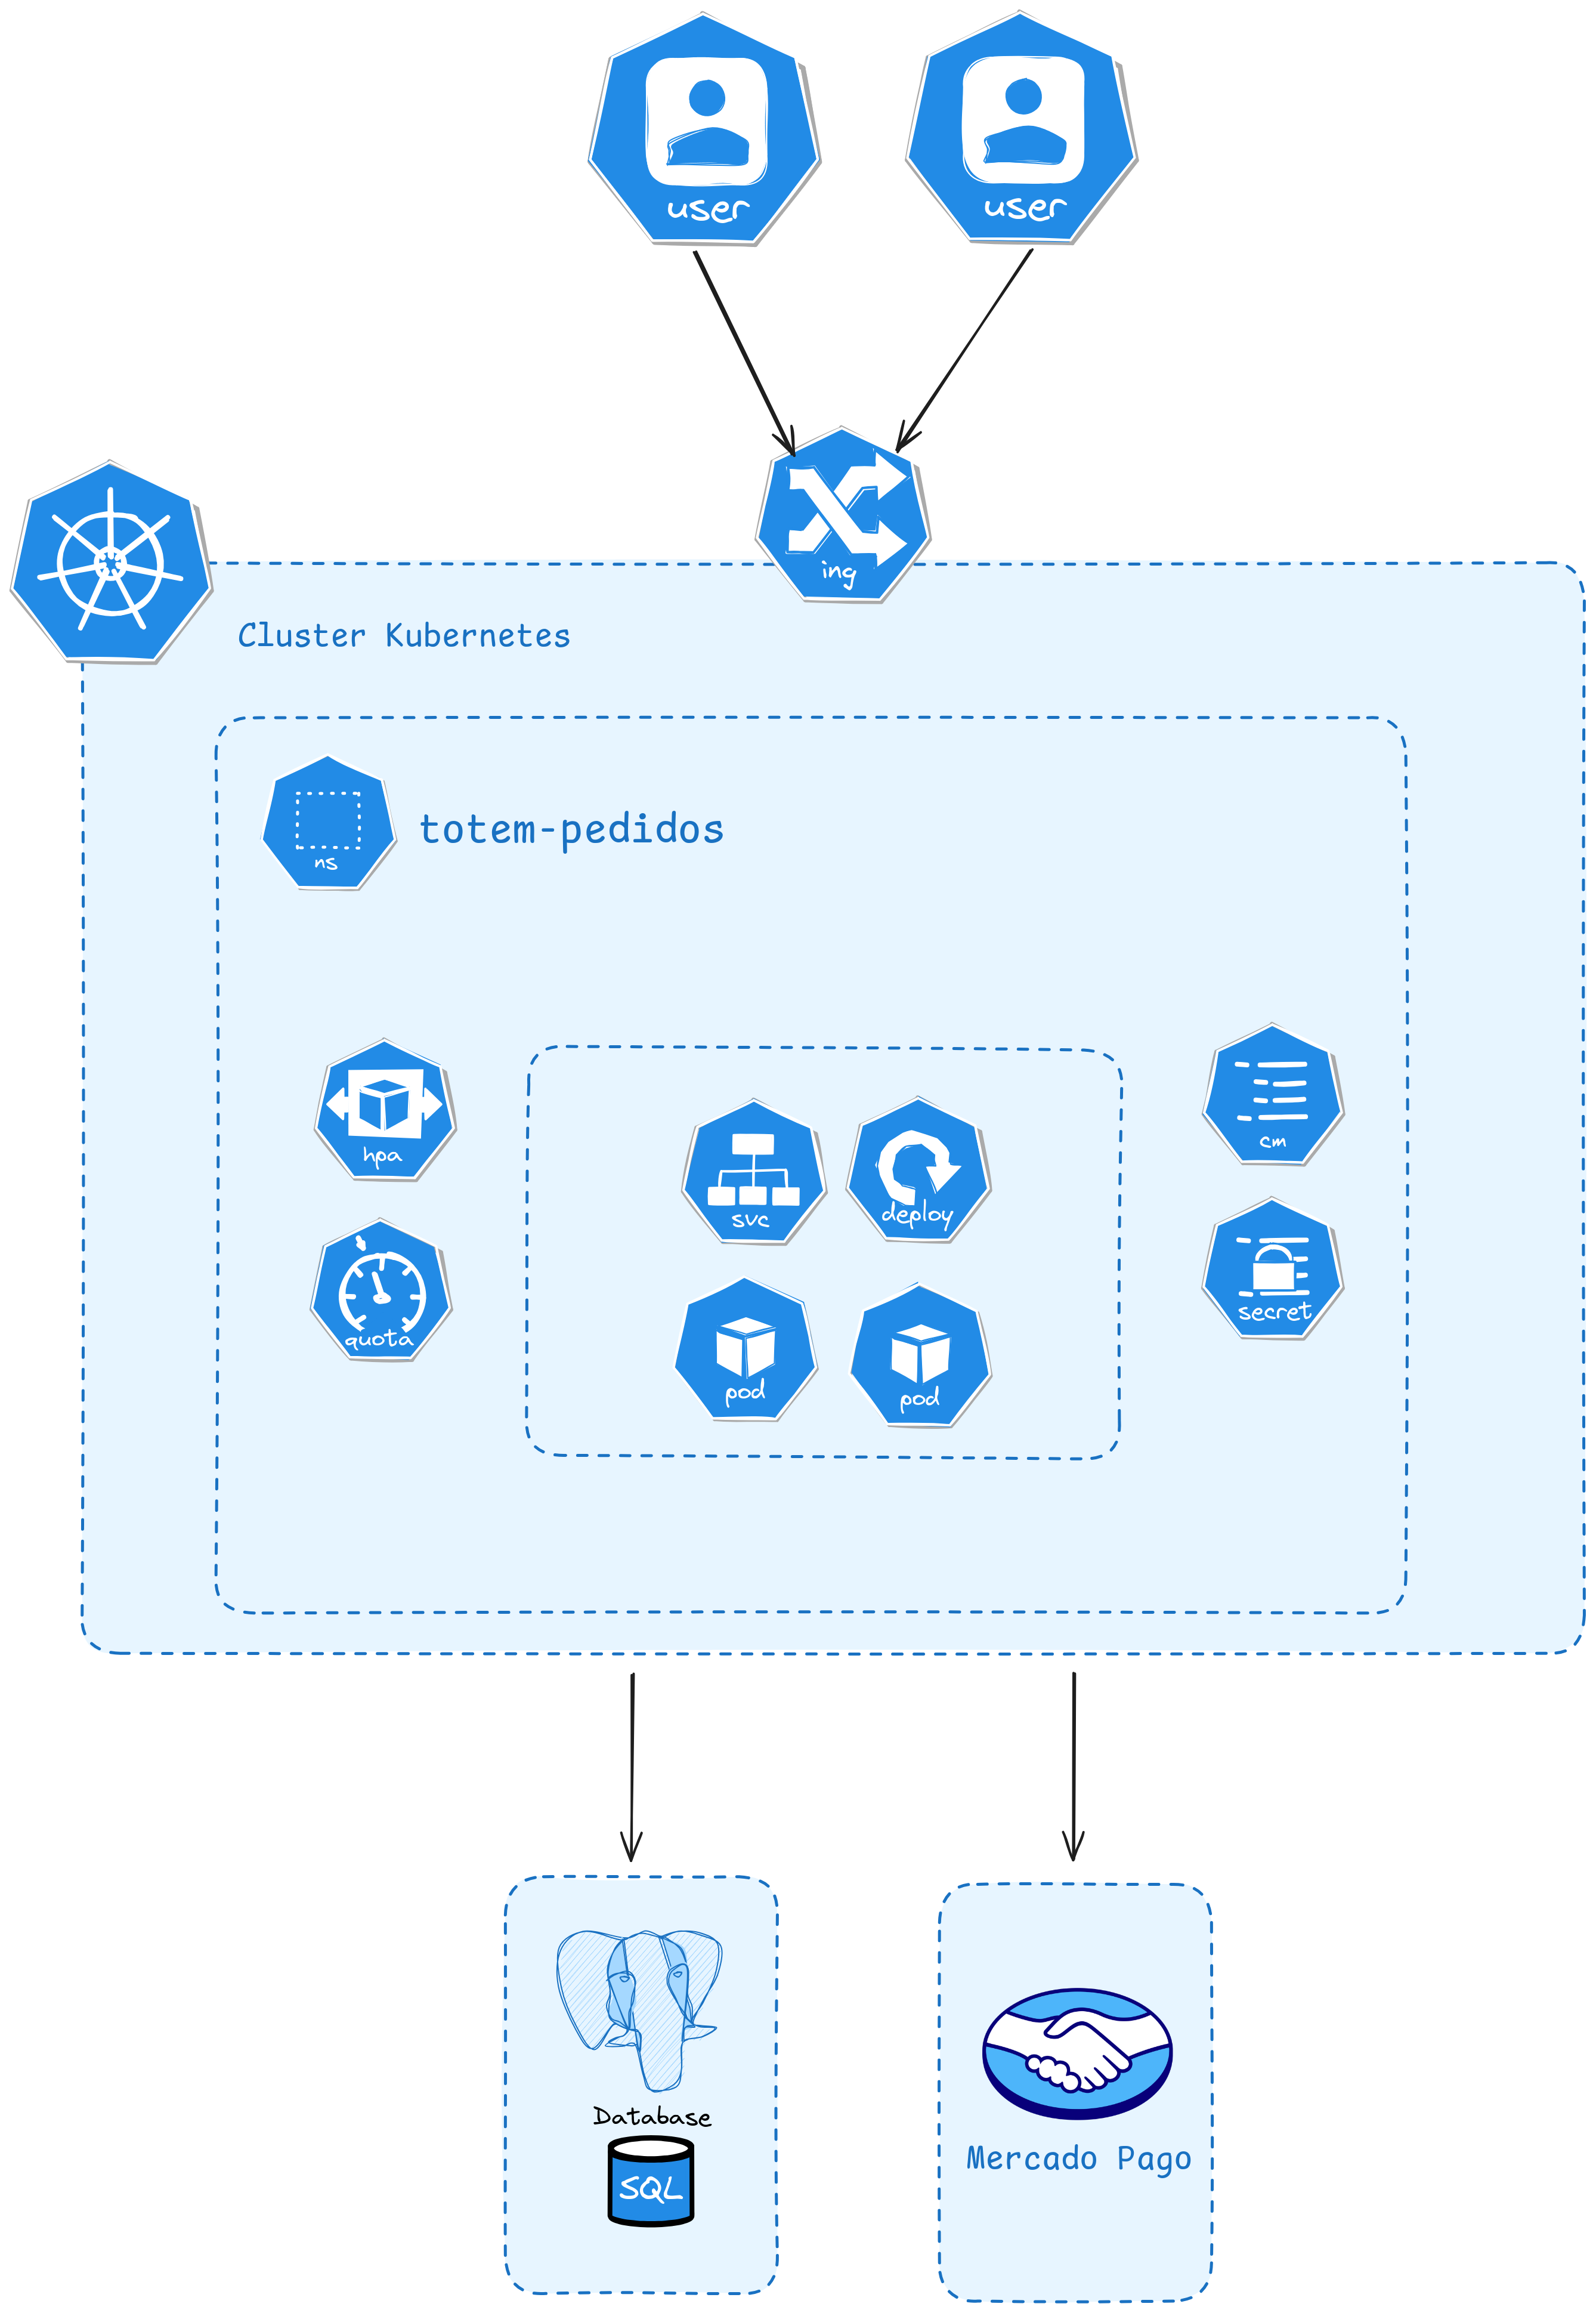 user
user
ing
Cluster Kubernetes
ns
totem-pedidos
hpa
quota
svc
deploy
pod
pod
cm
secret
Database
SQL
Mercado Pago